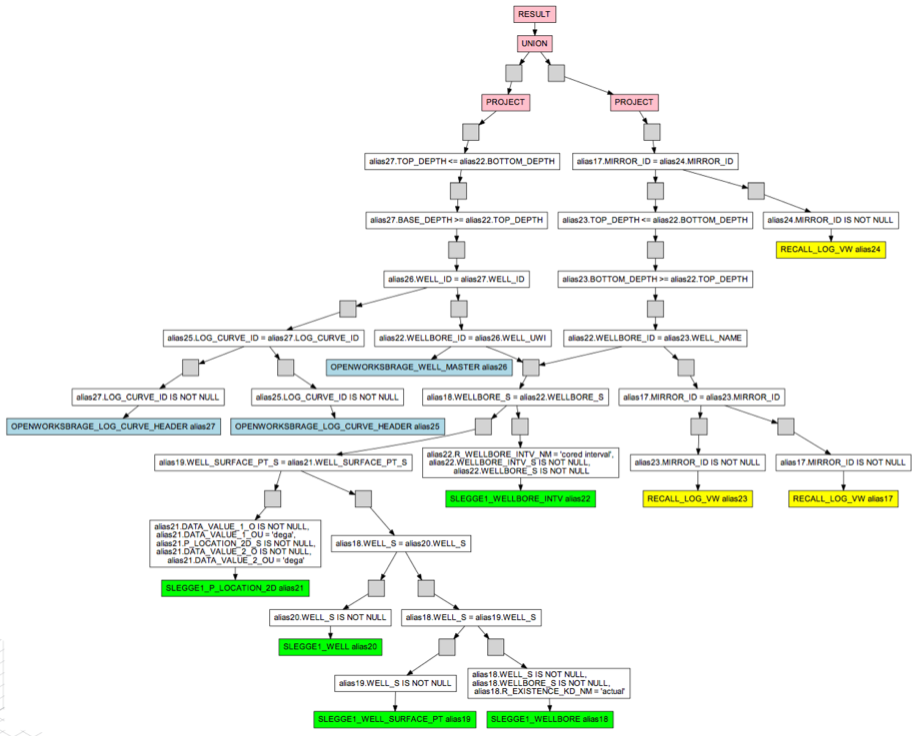 RESULT
UNION
PROJECT
PROJECT
alias27.TOP_DEPTH <= alias22.BOTTOM_DEPTH
alias17.MIRROR_ID = alias24.MIRROR_ID
alias27.BASE_DEPTH >= alias22.TOP_DEPTH
alias23.TOP_DEPTH <= alias22.BOTTOM_DEPTH
alias24.MIRROR_ID IS NOT NULL
RECALL_LOG_VW alias24
alias26.WELL_ID = alias27.WELL_ID
alias23.BOTTOM_DEPTH >= alias22.TOP_DEPTH
alias25.LOG_CURVE_ID = alias27.LOG_CURVE_ID
alias22.WELLBORE_ID = alias26.WELL_UWI
alias22.WELLBORE_ID = alias23.WELL_NAME
OPENWORKSBRAGE_WELL_MASTER alias26
alias27.LOG_CURVE_ID IS NOT NULL
alias25.LOG_CURVE_ID IS NOT NULL
alias18.WELLBORE_S = alias22.WELLBORE_S
alias17.MIRROR_ID = alias23.MIRROR_ID
OPENWORKSBRAGE_LOG_CURVE_HEADER alias27
OPENWORKSBRAGE_LOG_CURVE_HEADER alias25
alias19.WELL_SURFACE_PT_S = alias21.WELL_SURFACE_PT_S
alias22.R_WELLBORE_INTV_NM = 'cored interval',
alias22.WELLBORE_INTV_S IS NOT NULL,
alias22.WELLBORE_S IS NOT NULL
alias23.MIRROR_ID IS NOT NULL
alias17.MIRROR_ID IS NOT NULL
SLEGGE1_WELLBORE_INTV alias22
RECALL_LOG_VW alias23
RECALL_LOG_VW alias17
alias21.DATA_VALUE_1_O IS NOT NULL,
alias21.DATA_VALUE_1_OU = 'dega',
alias21.P_LOCATION_2D_S IS NOT NULL,
alias21.DATA_VALUE_2_O IS NOT NULL,
alias21.DATA_VALUE_2_OU = 'dega'
alias18.WELL_S = alias20.WELL_S
SLEGGE1_P_LOCATION_2D alias21
alias20.WELL_S IS NOT NULL
alias18.WELL_S = alias19.WELL_S
SLEGGE1_WELL alias20
alias19.WELL_S IS NOT NULL
alias18.WELL_S IS NOT NULL,
alias18.WELLBORE_S IS NOT NULL,
alias18.R_EXISTENCE_KD_NM = 'actual'
SLEGGE1_WELL_SURFACE_PT alias19
SLEGGE1_WELLBORE alias18